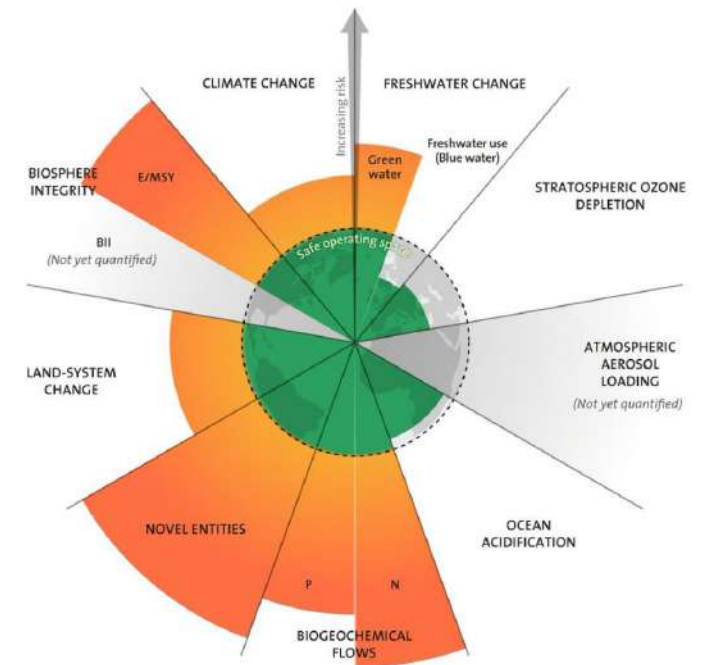 CLIMATE CHANGE
FRESHWATER CHANGE
Increasing risk
Green
water
Freshwater use
(Blue water)
BIOSPHERE
INTEGRITY
E/MSY
STRATOSPHERIC OZONE
DEPLETION
BII
(Not yet quantified)
Safe operating space
ATMOSPHERIC
AEROSOL
LOADING
(Not yet quantified)
LAND-SYSTEM
CHANGE
NOVEL ENTITIES
OCEAN
ACIDIFICATION
P
N
BIOGEOCHEMICAL
FLOWS